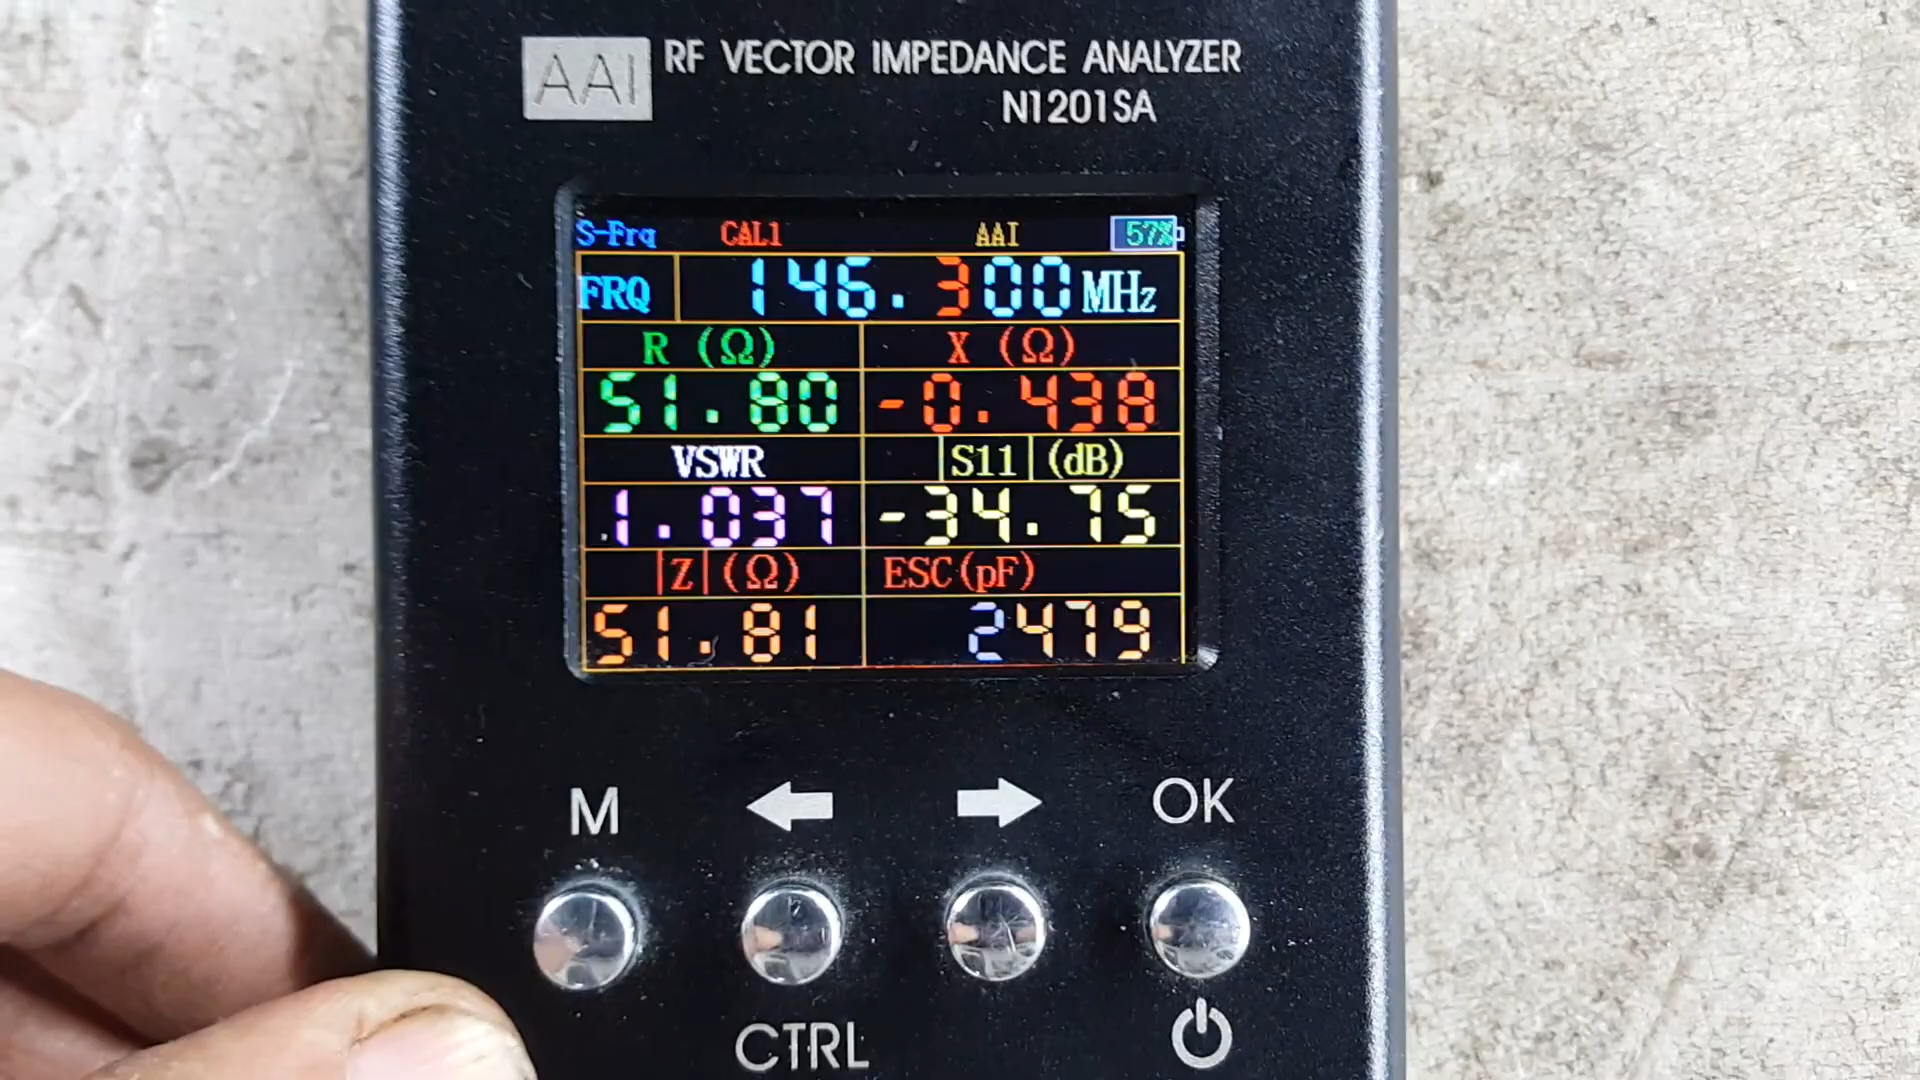 AAI RF VECTOR IMPEDANCE ANALYZER
N1201SA
S-Frq CAL1 AAI 57%
FRQ 146.300MHz
R (Ω) X (Ω)
51.80 -0.438
VSWR |S11| (dB)
1.037 -34.75
|Z| (Ω) ESC(pF)
51.81 2479
M OK
CTRL